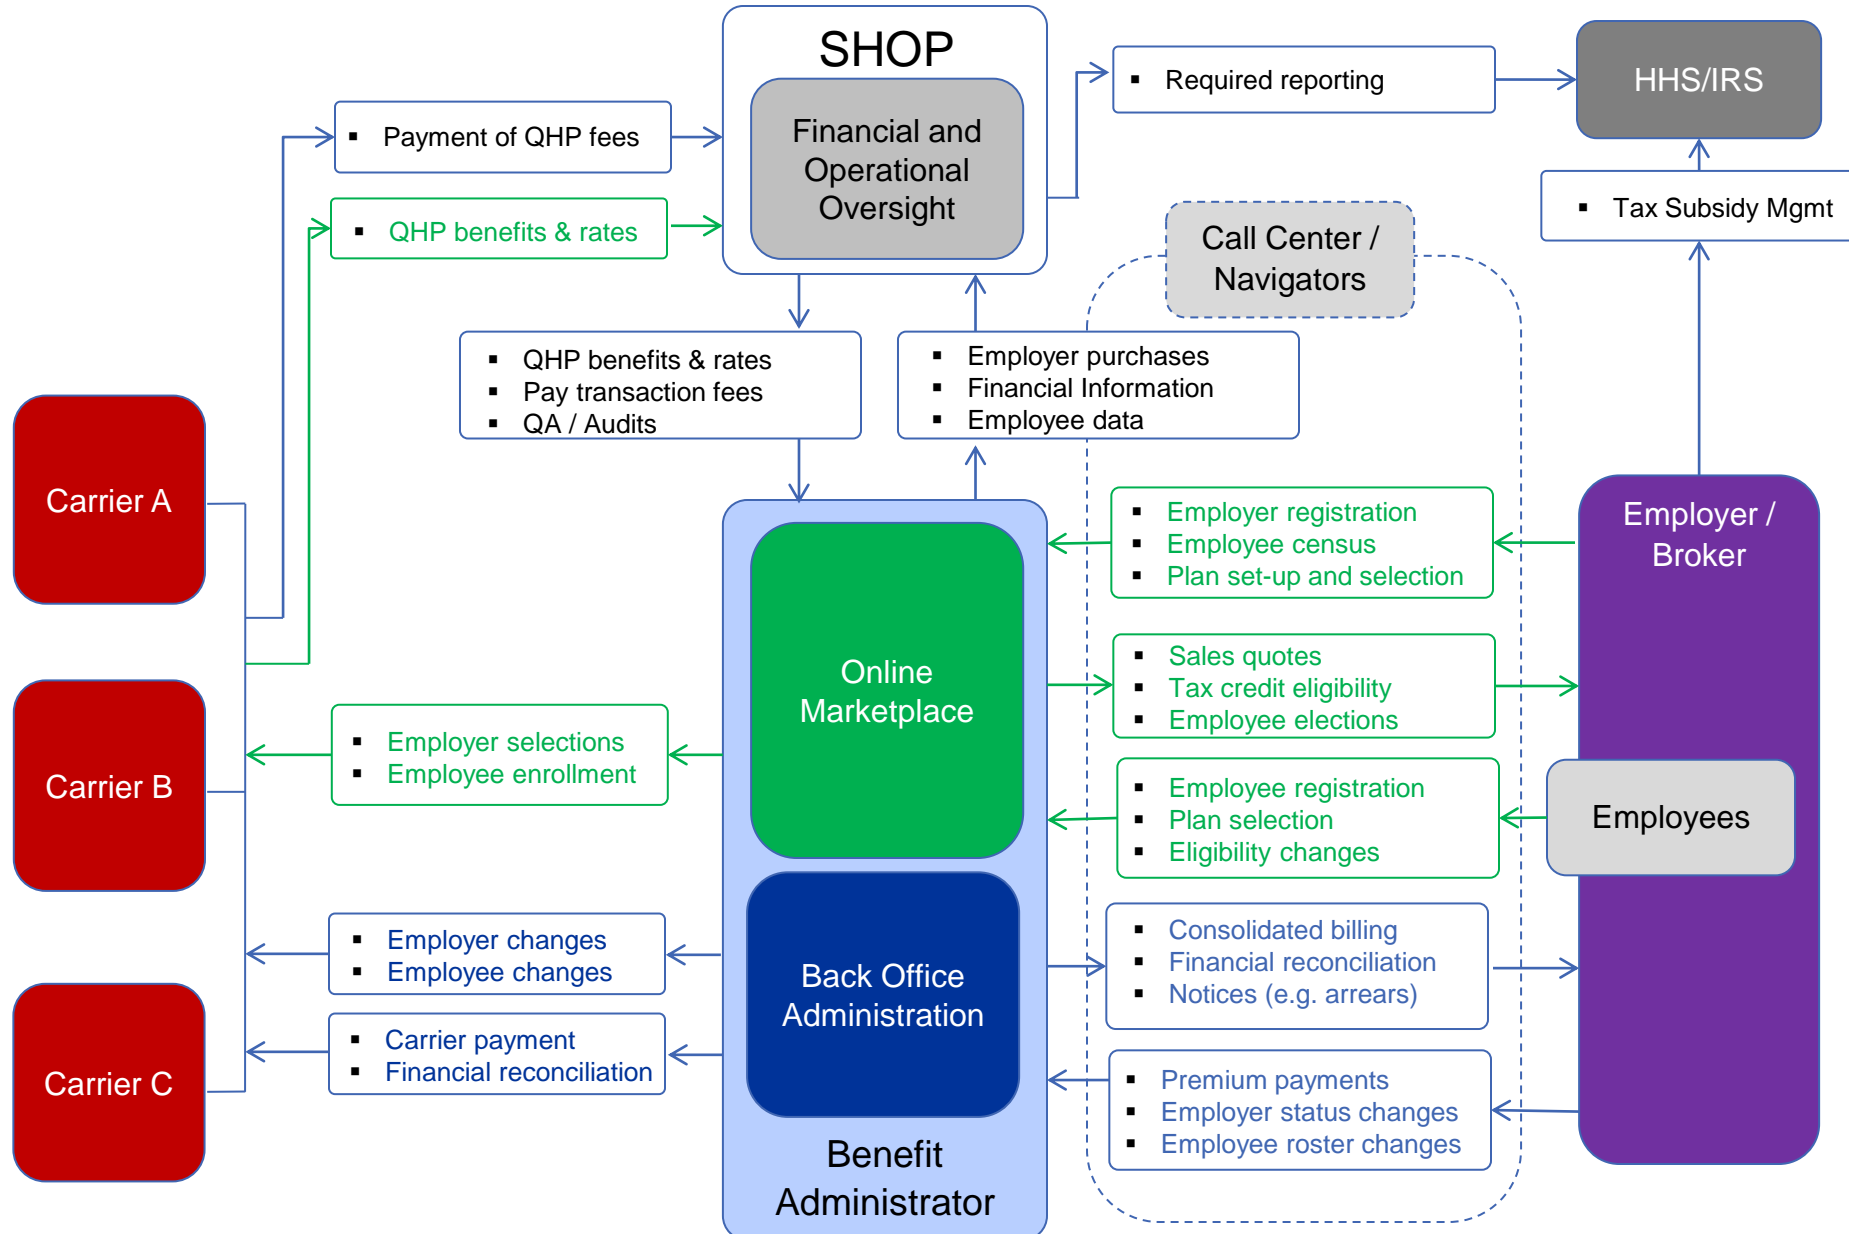 SHOP
Financial and
Operational
Oversight
▪ Required reporting
HHS/IRS
▪ Payment of QHP fees
▪ QHP benefits & rates
▪ Tax Subsidy Mgmt
Call Center /
Navigators
▪ QHP benefits & rates
▪ Pay transaction fees
▪ QA / Audits
▪ Employer purchases
▪ Financial Information
▪ Employee data
Carrier A
Carrier B
Carrier C
▪ Employer selections
▪ Employee enrollment
▪ Employer changes
▪ Employee changes
▪ Carrier payment
▪ Financial reconciliation
Online
Marketplace
Back Office
Administration
Benefit
Administrator
▪ Employer registration
▪ Employee census
▪ Plan set-up and selection
▪ Sales quotes
▪ Tax credit eligibility
▪ Employee elections
▪ Employee registration
▪ Plan selection
▪ Eligibility changes
▪ Consolidated billing
▪ Financial reconciliation
▪ Notices (e.g. arrears)
▪ Premium payments
▪ Employer status changes
▪ Employee roster changes
Employer /
Broker
Employees